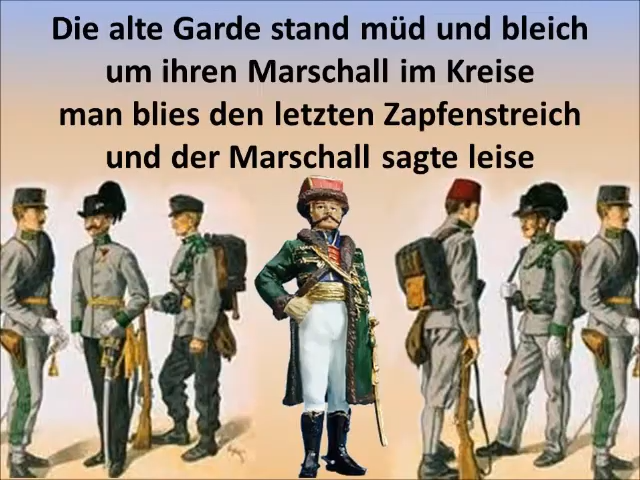 Die alte Garde stand müd und bleich
um ihren Marschall im Kreise
man blies den letzten Zapfenstreich
und der Marschall sagte leise